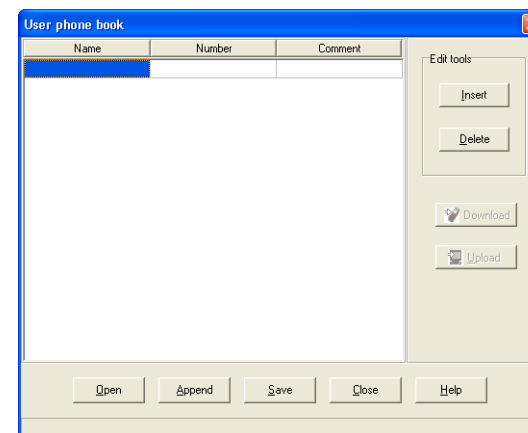 User phone book
Name Number Comment
Edit tools
Insert
Delete
Download
Upload
Open Append Save Close Help